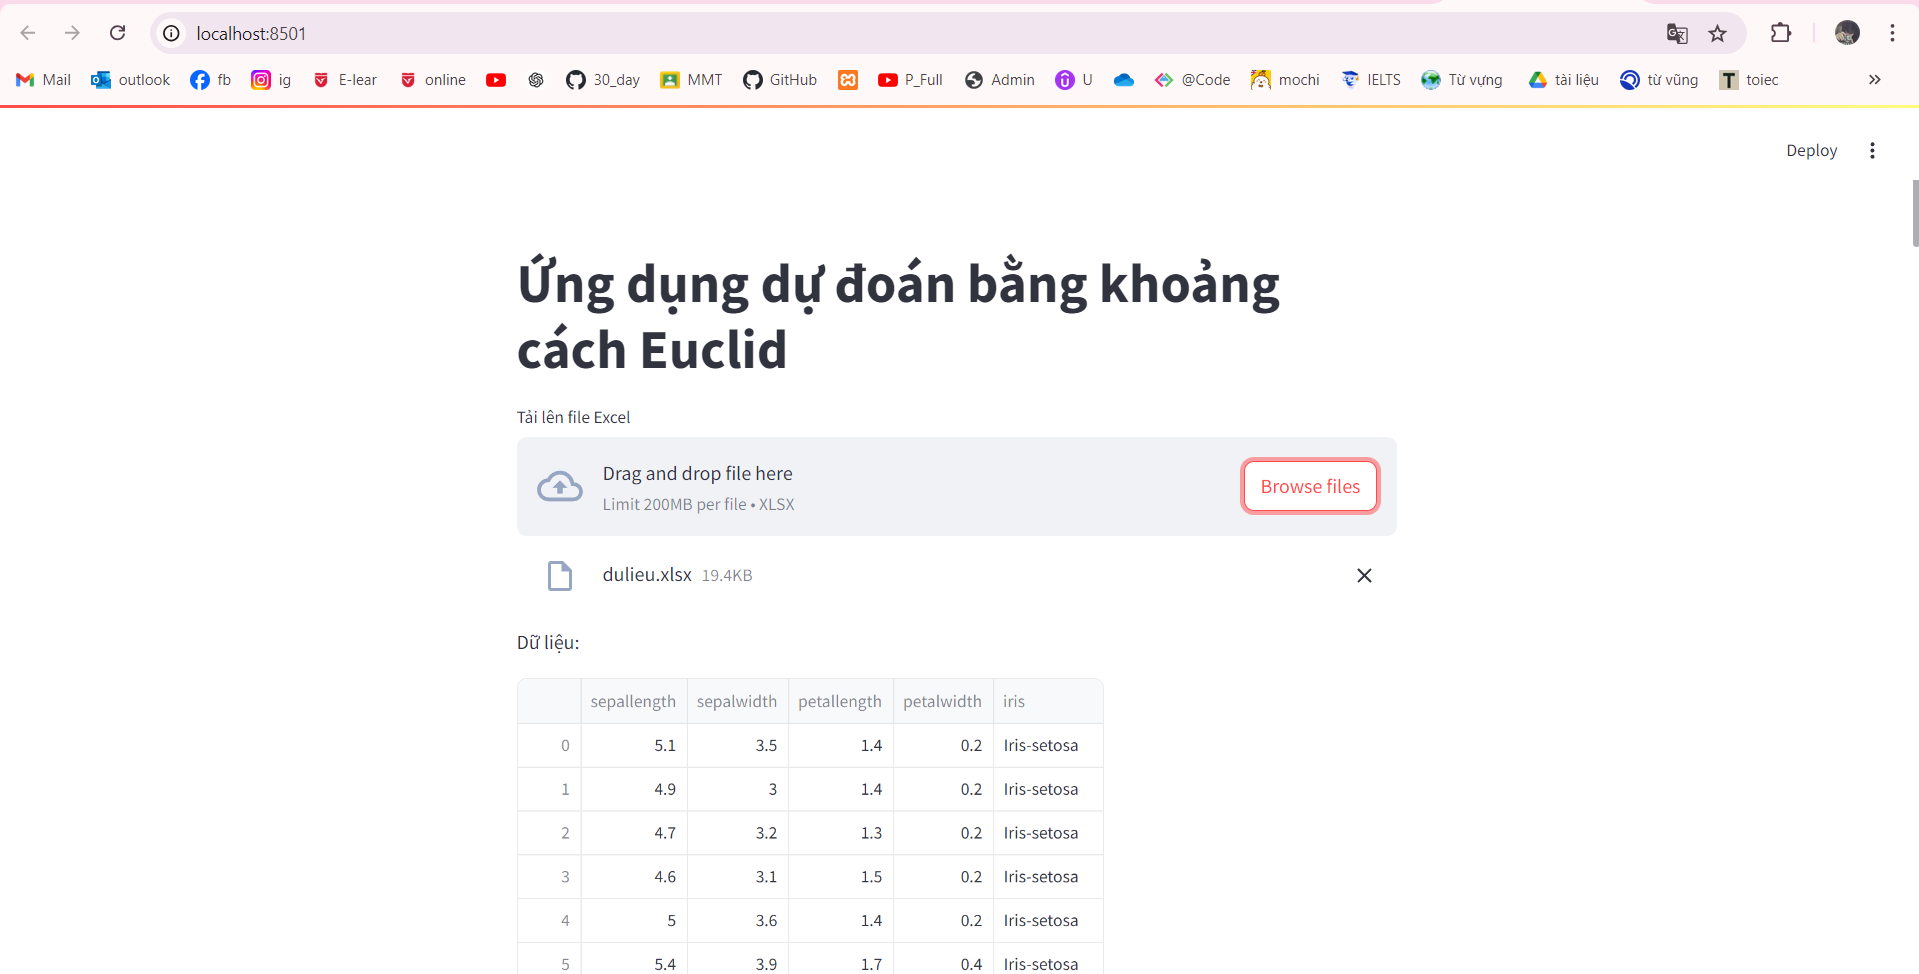 localhost:8501
Mail outlook fb ig E-lear online 30_day MMT GitHub P_Full Admin U @Code mochi IELTS Từ vựng tài liệu từ vũng T toiec
Deploy
Ứng dụng dự đoán bằng khoảng
cách Euclid
Tải lên file Excel
Drag and drop file here
Limit 200MB per file • XLSX
Browse files
dulieu.xlsx 19.4KB
Dữ liệu:
sepallength sepalwidth petallength petalwidth iris
0 5.1 3.5 1.4 0.2 Iris-setosa
1 4.9 3 1.4 0.2 Iris-setosa
2 4.7 3.2 1.3 0.2 Iris-setosa
3 4.6 3.1 1.5 0.2 Iris-setosa
4 5 3.6 1.4 0.2 Iris-setosa
5 5.4 3.9 1.7 0.4 Iris-setosa